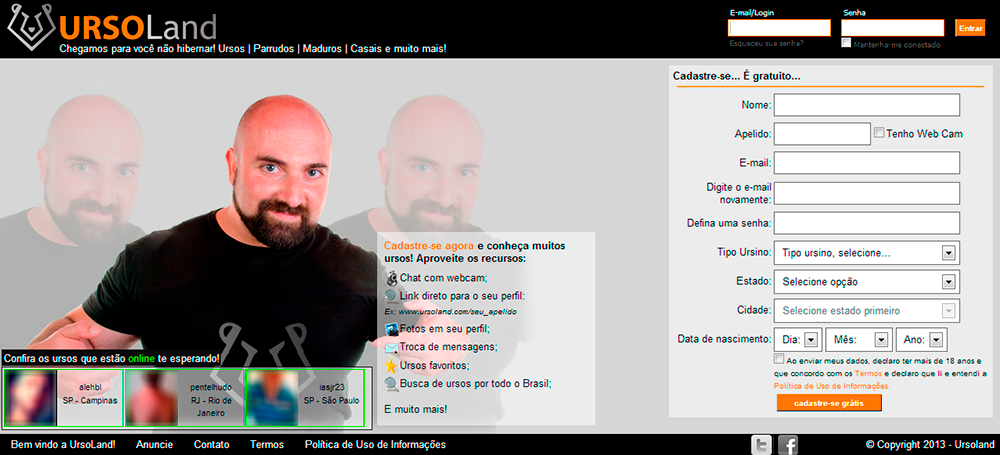 URSOLand
Chegamos para você não hibernar! Ursos | Parrudos | Maduros | Casais e muito mais!
E-mail/Login
Senha
Entrar
Esqueceu sua senha?
Mantenha-me conectado
Cadastre-se... É gratuito...
Nome:
Apelido:
Tenho Web Cam
E-mail:
Digite o e-mail
novamente:
Defina uma senha:
Tipo Ursino:
Tipo ursino, selecione...
Estado:
Selecione opção
Cidade:
Selecione estado primeiro
Data de nascimento:
Dia:
Mês:
Ano:
Ao enviar meus dados, declaro ter mais de 18 anos e
que concordo com os Termos e declaro que li e entendi a
Política de Uso de Informações.
cadastre-se grátis
Cadastre-se agora e conheça muitos
ursos! Aproveite os recursos:
Chat com webcam;
Link direto para o seu perfil:
Ex: www.ursoland.com/seu_apelido
Fotos em seu perfil;
Troca de mensagens;
Ursos favoritos;
Busca de ursos por todo o Brasil;
E muito mais!
Confira os ursos que estão online te esperando!
alehbl
SP - Campinas
pentelhudo
RJ - Rio de
Janeiro
iasjr23
SP - São Paulo
Bem vindo a UrsoLand!
Anuncie
Contato
Termos
Política de Uso de Informações
© Copyright 2013 - Ursoland